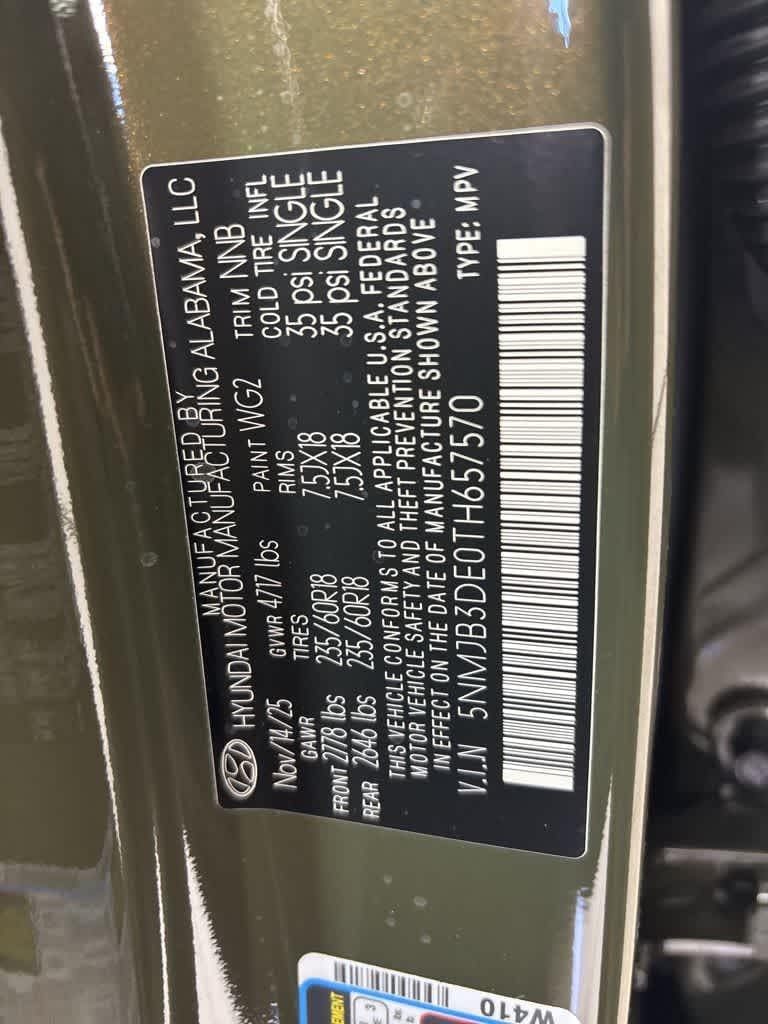 MANUFACTURED BY
HYUNDAI MOTOR MANUFACTURING ALABAMA, LLC
Nov/14/25 GVWR 4717 lbs PAINT WG2 TRIM NNB
GAWR TIRES RIMS COLD TIRE INFL
FRONT 2778 lbs 235/60R18 7.5JX18 35 psi SINGLE
REAR 2646 lbs 235/60R18 7.5JX18 35 psi SINGLE
THIS VEHICLE CONFORMS TO ALL APPLICABLE U.S.A. FEDERAL
MOTOR VEHICLE SAFETY AND THEFT PREVENTION STANDARDS
IN EFFECT ON THE DATE OF MANUFACTURE SHOWN ABOVE
V.I.N 5NMJB3DE0TH657570 TYPE: MPV
W410